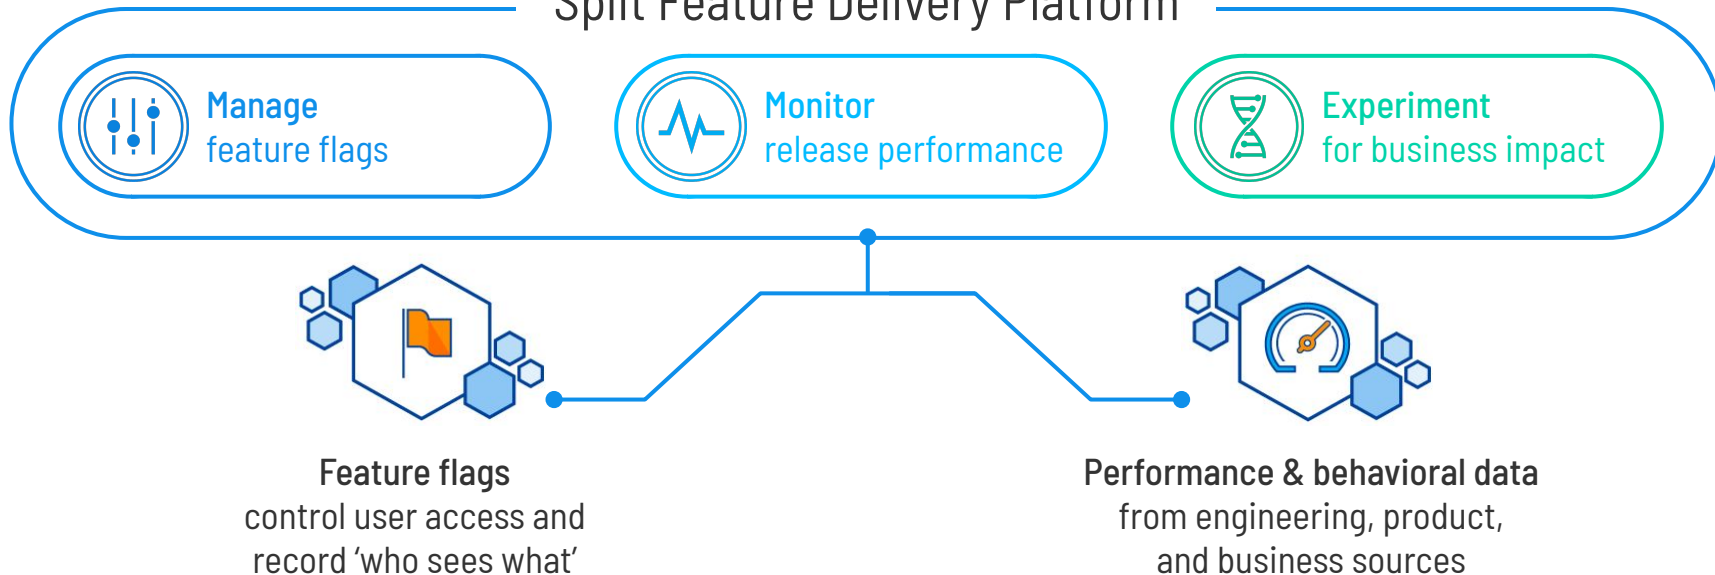 Split Feature Delivery Platform
Manage
feature flags
Monitor
release performance
Experiment
for business impact
Feature flags
control user access and
record ‘who sees what’
Performance & behavioral data
from engineering, product,
and business sources